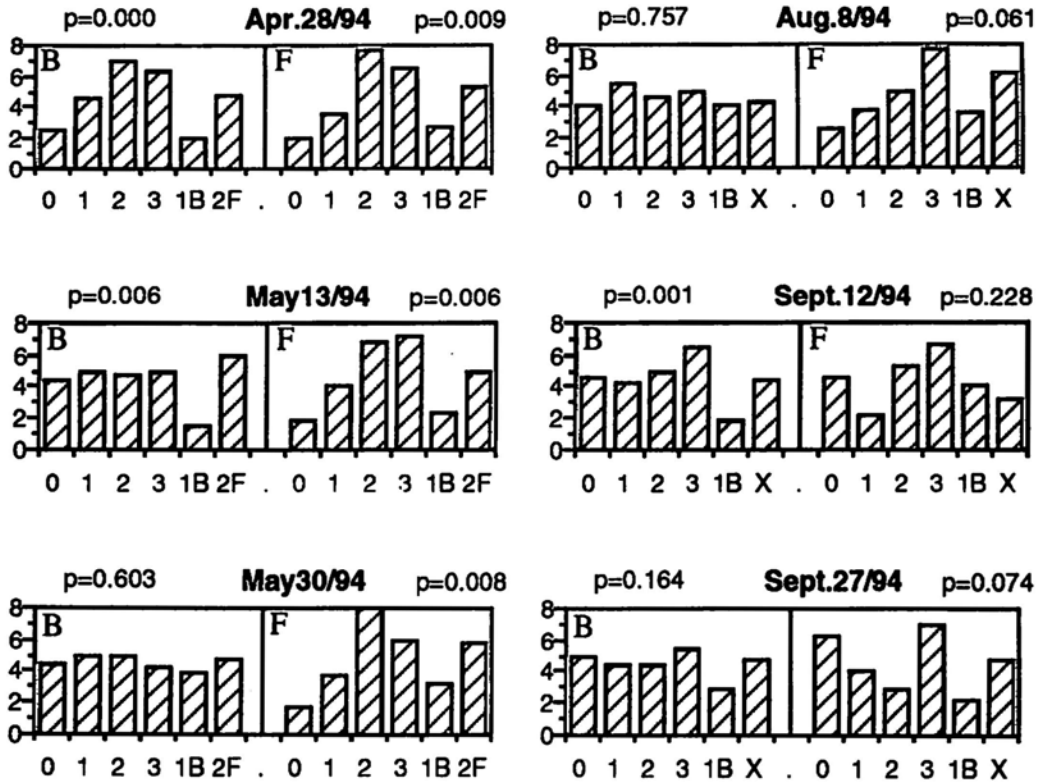 p=0.000 Apr.28/94 p=0.009
8 B F
6
4
2
0
0 1 2 3 1B 2F . 0 1 2 3 1B 2F
p=0.757 Aug.8/94 p=0.061
8 B F
6
4
2
0
0 1 2 3 1B X . 0 1 2 3 1B X
p=0.006 May13/94 p=0.006
8 B F
6
4
2
0
0 1 2 3 1B 2F . 0 1 2 3 1B 2F
p=0.001 Sept.12/94 p=0.228
8 B F
6
4
2
0
0 1 2 3 1B X . 0 1 2 3 1B X
p=0.603 May30/94 p=0.008
8 B F
6
4
2
0
0 1 2 3 1B 2F . 0 1 2 3 1B 2F
p=0.164 Sept.27/94 p=0.074
8 B
6
4
2
0
0 1 2 3 1B X . 0 1 2 3 1B X